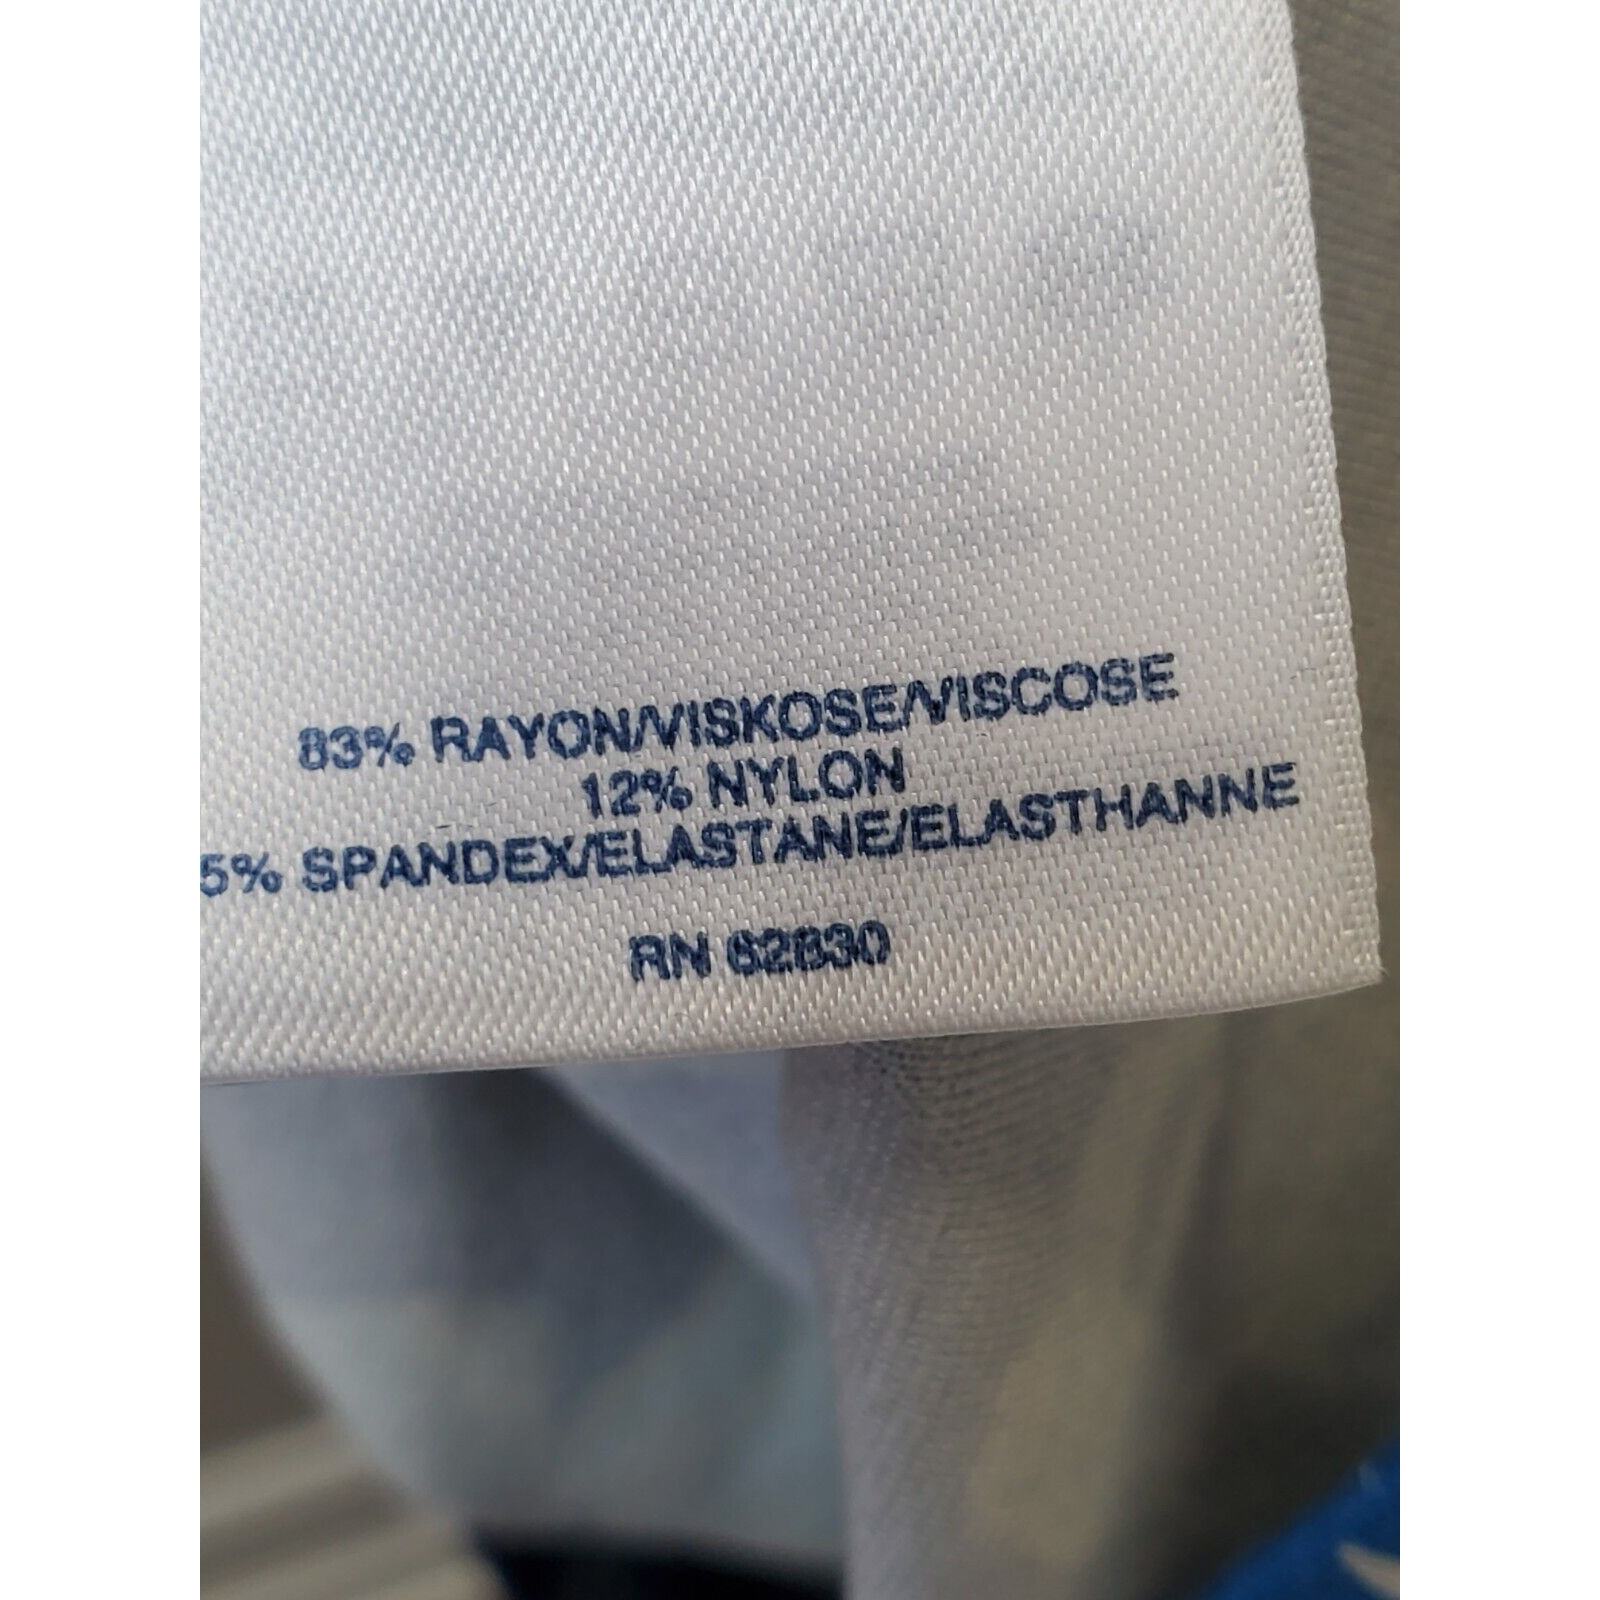 83% RAYON/VISKOSE/VISCOSE
12% NYLON
5% SPANDEX/ELASTANE/ELASTHANNE
RN 62830